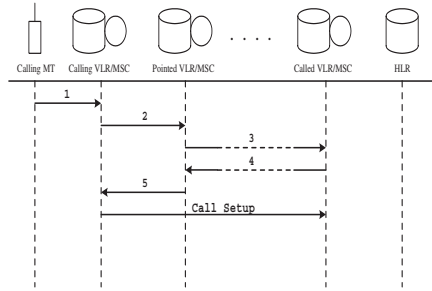 Calling MT Calling VLR/MSC Pointed VLR/MSC Called VLR/MSC HLR
1
2
3
4
5
Call Setup